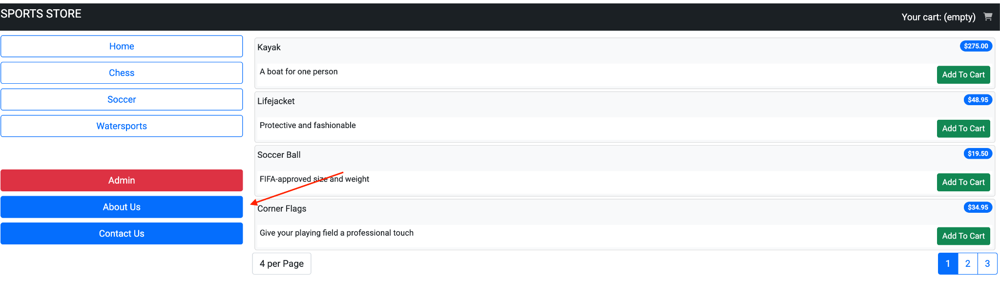 SPORTS STORE
Your cart: (empty)
Home
Chess
Soccer
Watersports
Admin
About Us
Contact Us
Kayak
$275.00
A boat for one person
Add To Cart
Lifejacket
$48.95
Protective and fashionable
Add To Cart
Soccer Ball
$19.50
FIFA-approved size and weight
Add To Cart
Corner Flags
$34.95
Give your playing field a professional touch
Add To Cart
4 per Page
1 2 3